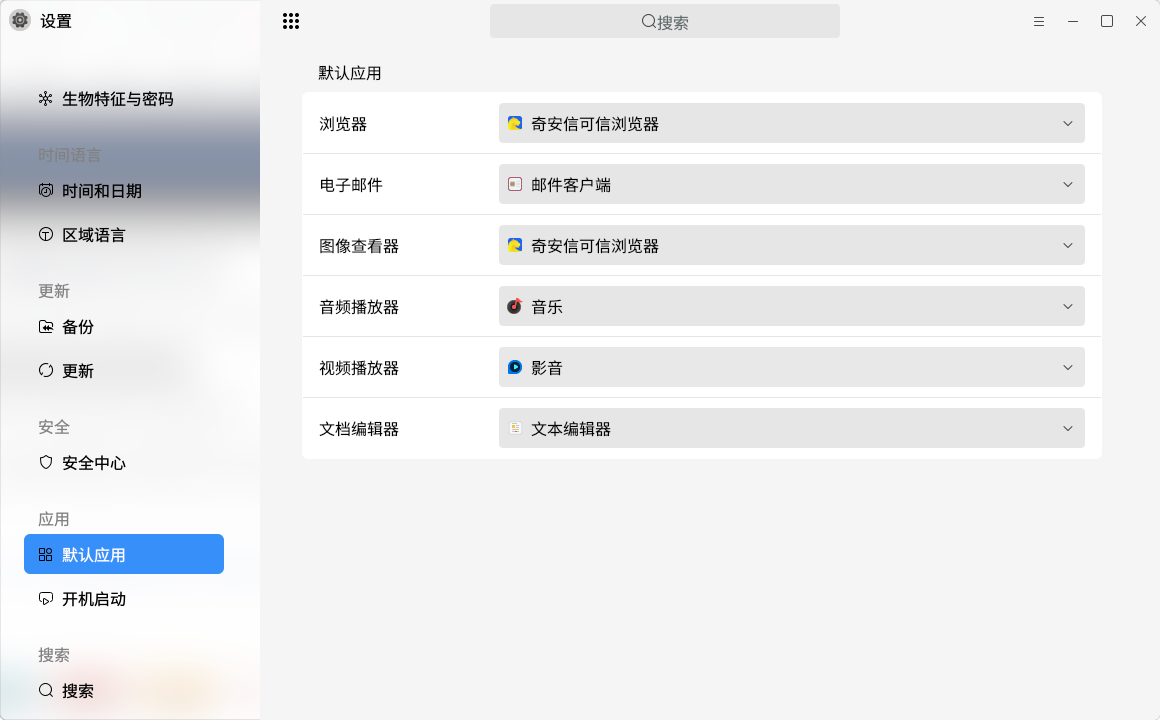 设置
搜索
生物特征与密码
时间语言
时间和日期
区域语言
更新
备份
更新
安全
安全中心
应用
默认应用
开机启动
搜索
搜索
默认应用
浏览器 奇安信可信浏览器
电子邮件 邮件客户端
图像查看器 奇安信可信浏览器
音频播放器 音乐
视频播放器 影音
文档编辑器 文本编辑器